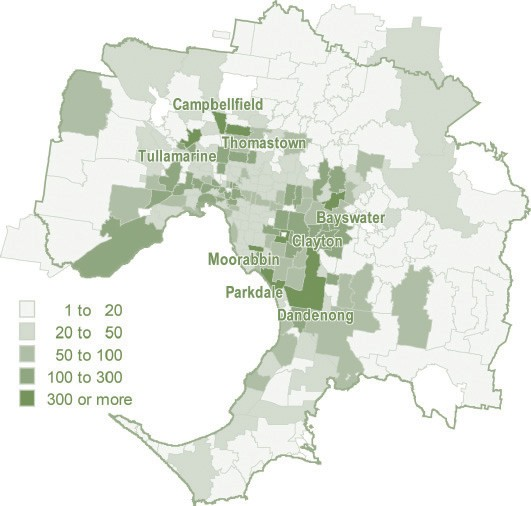 Campbellfield
Thomastown
Tullamarine
Bayswater
Clayton
Moorabbin
Parkdale
Dandenong
1 to 20
20 to 50
50 to 100
100 to 300
300 or more